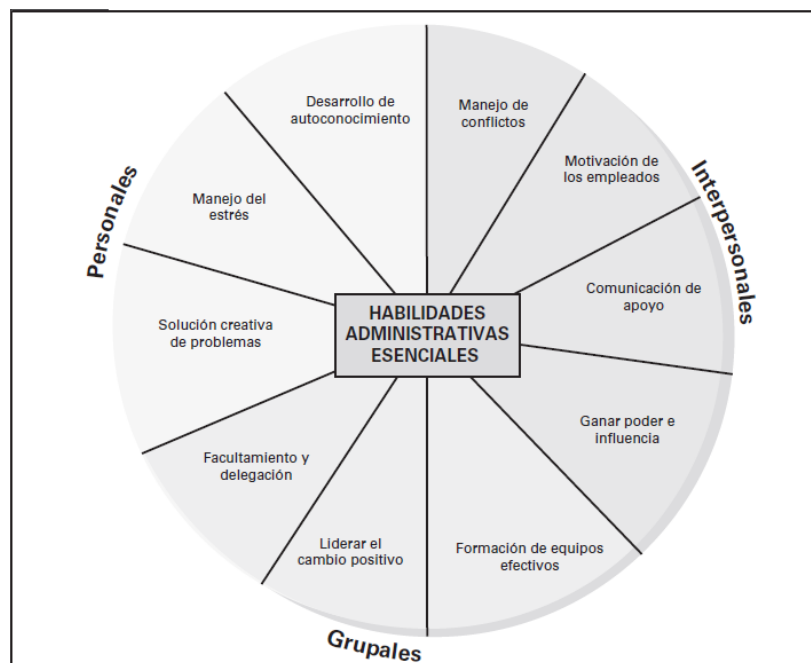 Desarrollo de
autoconocimiento
Manejo de
conflictos
Motivación de
los empleados
Interpersonales
Comunicación de
apoyo
Ganar poder e
influencia
Formación de equipos
efectivos
Grupales
Liderar el
cambio positivo
Facultamiento y
delegación
Solución creativa
de problemas
Manejo del
estrés
Personales
HABILIDADES
ADMINISTRATIVAS
ESENCIALES